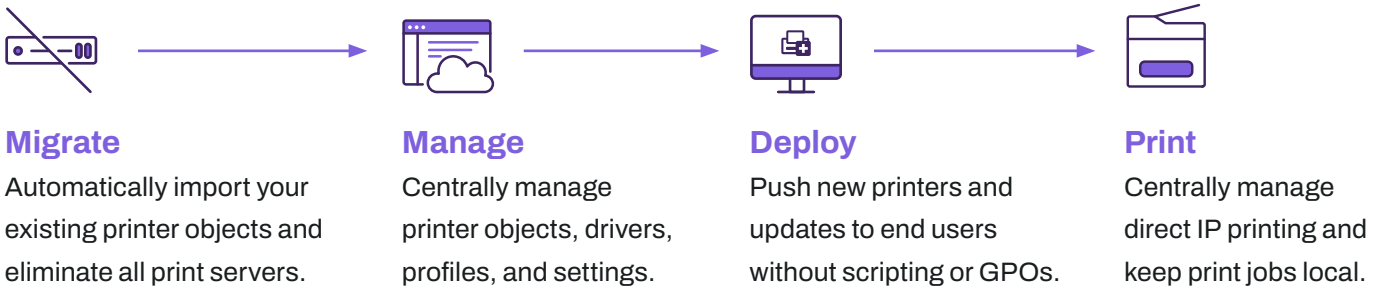 Migrate
Automatically import your
existing printer objects and
eliminate all print servers.
Manage
Centrally manage
printer objects, drivers,
profiles, and settings.
Deploy
Push new printers and
updates to end users
without scripting or GPOs.
Print
Centrally manage
direct IP printing and
keep print jobs local.